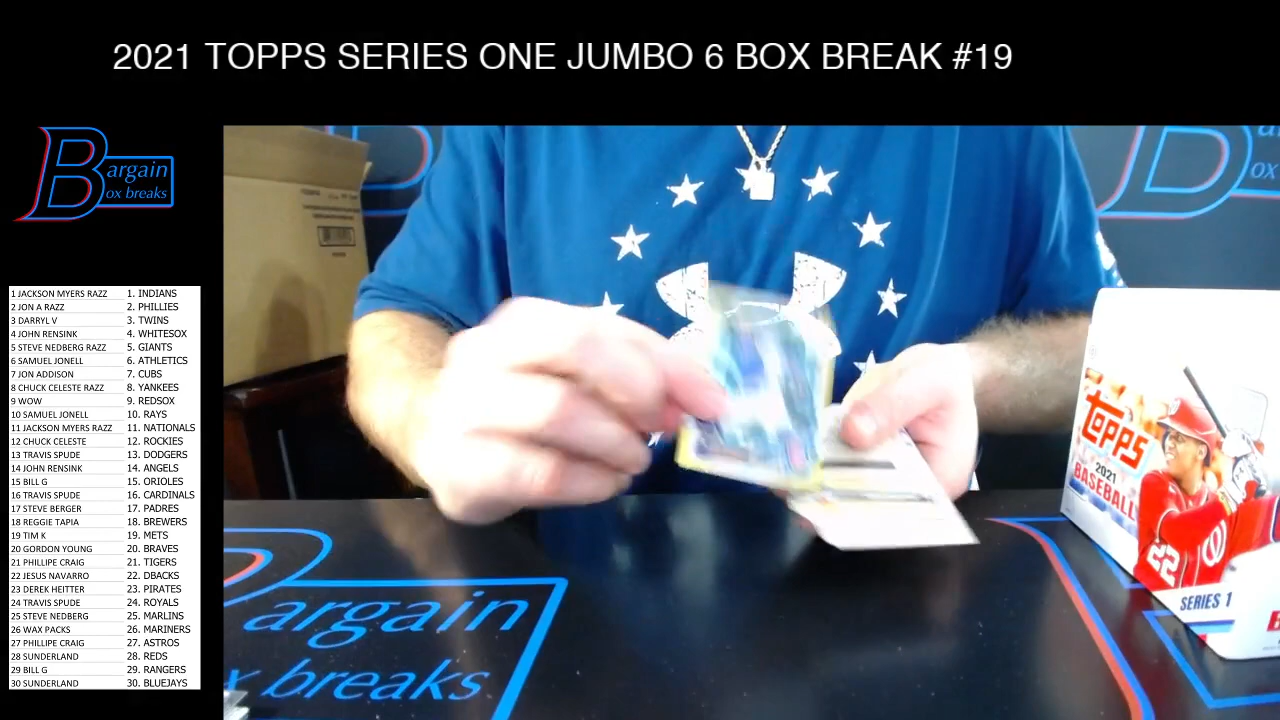 2021 TOPPS SERIES ONE JUMBO 6 BOX BREAK #19
Bargain
ox breaks
1 JACKSON MYERS RAZZ 1. INDIANS
2 JON A RAZZ 2. PHILLIES
3 DARRYL V 3. TWINS
4 JOHN RENSINK 4. WHITESOX
5 STEVE NEDBERG RAZZ 5. GIANTS
6 SAMUEL JONELL 6. ATHLETICS
7 JON ADDISON 7. CUBS
8 CHUCK CELESTE RAZZ 8. YANKEES
9 WOW 9. REDSOX
10 SAMUEL JONELL 10. RAYS
11 JACKSON MYERS RAZZ 11. NATIONALS
12 CHUCK CELESTE 12. ROCKIES
13 TRAVIS SPUDE 13. DODGERS
14 JOHN RENSINK 14. ANGELS
15 BILL G 15. ORIOLES
16 TRAVIS SPUDE 16. CARDINALS
17 STEVE BERGER 17. PADRES
18 REGGIE TAPIA 18. BREWERS
19 TIM K 19. METS
20 GORDON YOUNG 20. BRAVES
21 PHILLIPE CRAIG 21. TIGERS
22 JESUS NAVARRO 22. DBACKS
23 DEREK HEITTER 23. PIRATES
24 TRAVIS SPUDE 24. ROYALS
25 STEVE NEDBERG 25. MARLINS
26 WAX PACKS 26. MARINERS
27 PHILLIPE CRAIG 27. ASTROS
28 SUNDERLAND 28. REDS
29 BILL G 29. RANGERS
30 SUNDERLAND 30. BLUEJAYS
TOPPS
2021
BASEBALL
22
SERIES 1
argain
x breaks